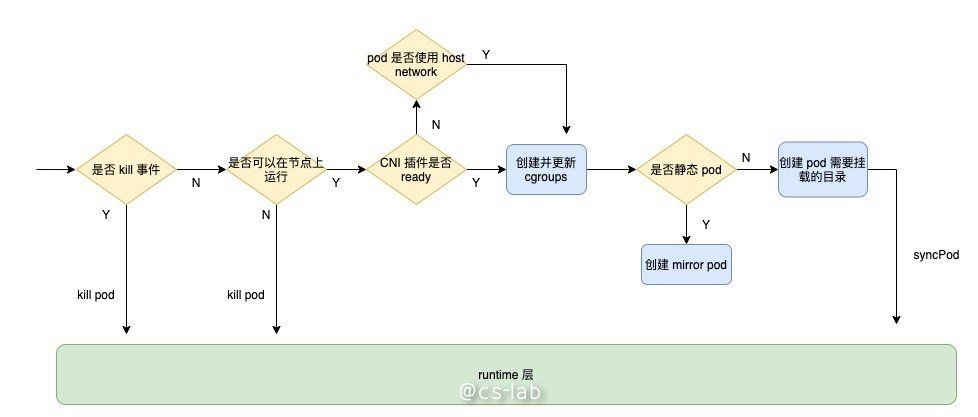 pod 是否使用 host
network
Y
N
是否 kill 事件
N
Y
是否可以在节点上
运行
Y
N
CNI 插件是否
ready
Y
创建并更新
cgroups
是否静态 pod
N
Y
创建 pod 需要挂
载的目录
创建 mirror pod
syncPod
kill pod
kill pod
runtime 层
@cs-lab